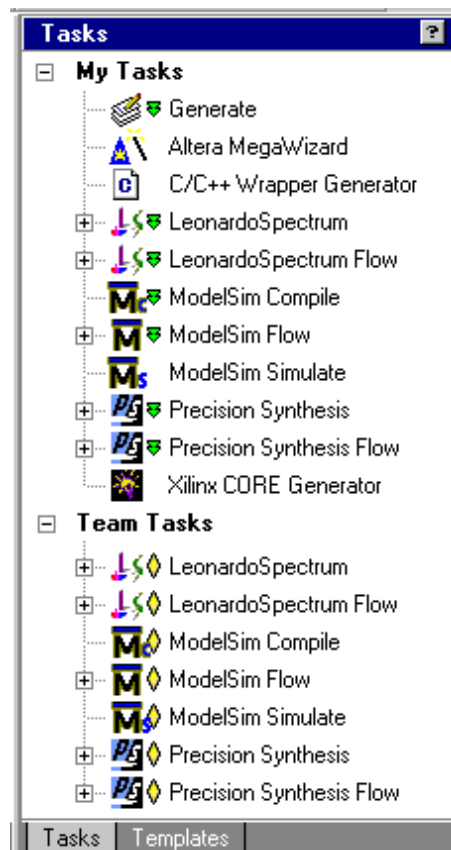 Tasks
My Tasks
Generate
Altera MegaWizard
C/C++ Wrapper Generator
LeonardoSpectrum
LeonardoSpectrum Flow
ModelSim Compile
ModelSim Flow
ModelSim Simulate
Precision Synthesis
Precision Synthesis Flow
Xilinx CORE Generator
Team Tasks
LeonardoSpectrum
LeonardoSpectrum Flow
ModelSim Compile
ModelSim Flow
ModelSim Simulate
Precision Synthesis
Precision Synthesis Flow
Tasks Templates